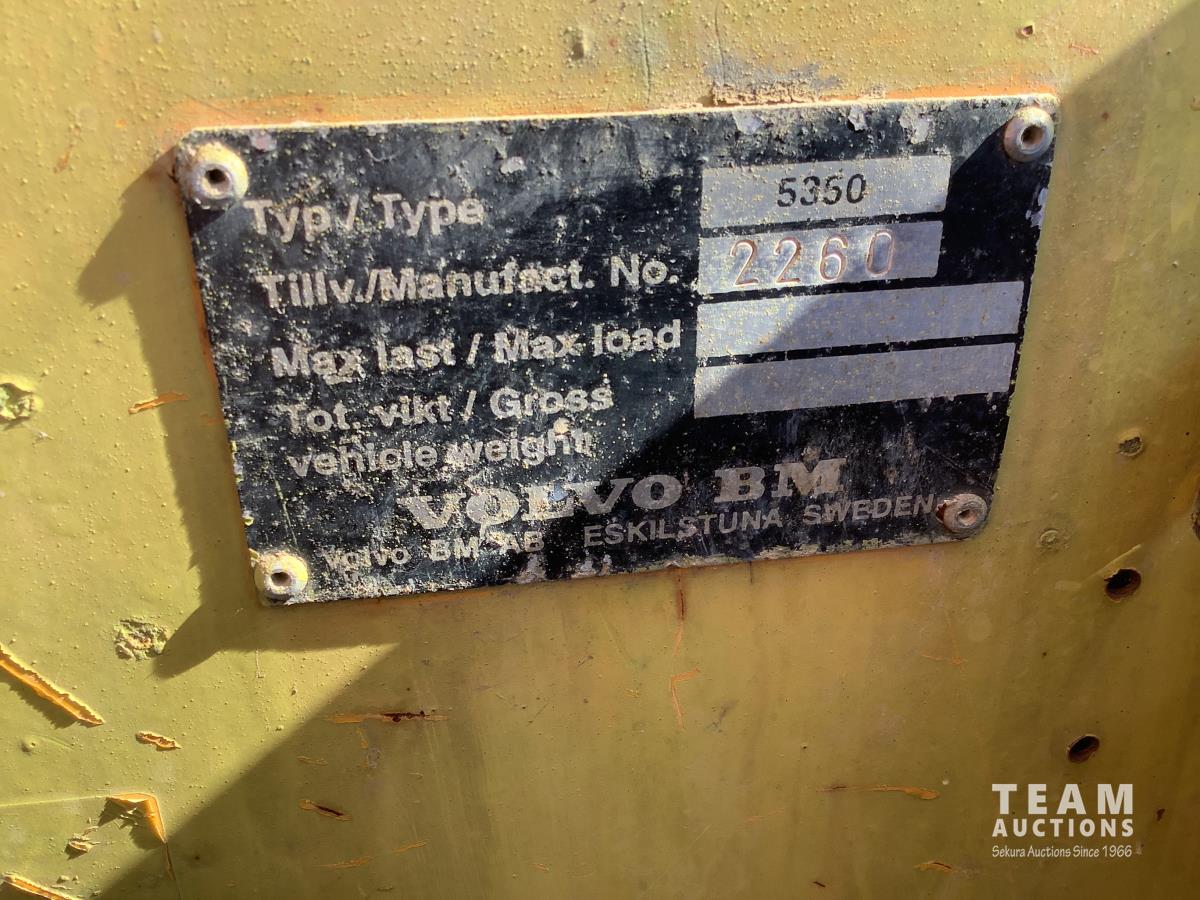 Typ / Type 5350
Tillv./Manufact. No. 2260
Max last / Max load
Tot. vikt / Gross
vehicle weight
VOLVO BM
Volvo BM AB ESKILSTUNA SWEDEN
TEAM
AUCTIONS
Sekura Auctions Since 1966